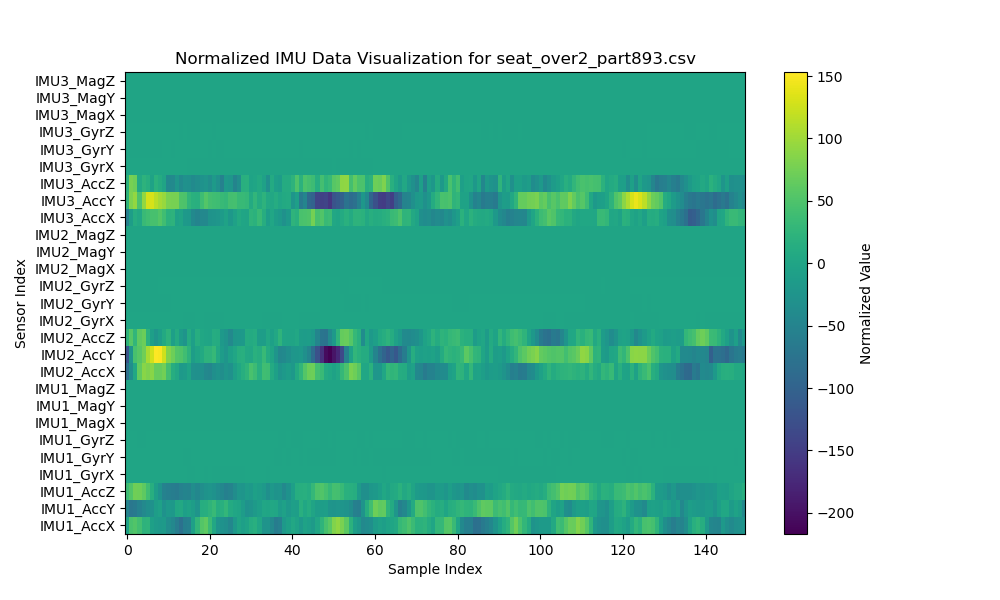 Normalized IMU Data Visualization for seat_over2_part893.csv
IMU3_MagZ
IMU3_MagY
IMU3_MagX
IMU3_GyrZ
IMU3_GyrY
IMU3_GyrX
IMU3_AccZ
IMU3_AccY
IMU3_AccX
IMU2_MagZ
IMU2_MagY
IMU2_MagX
IMU2_GyrZ
IMU2_GyrY
IMU2_GyrX
IMU2_AccZ
IMU2_AccY
IMU2_AccX
IMU1_MagZ
IMU1_MagY
IMU1_MagX
IMU1_GyrZ
IMU1_GyrY
IMU1_GyrX
IMU1_AccZ
IMU1_AccY
IMU1_AccX
Sensor Index
0 20 40 60 80 100 120 140
Sample Index
150
100
50
0
−50
−100
−150
−200
Normalized Value